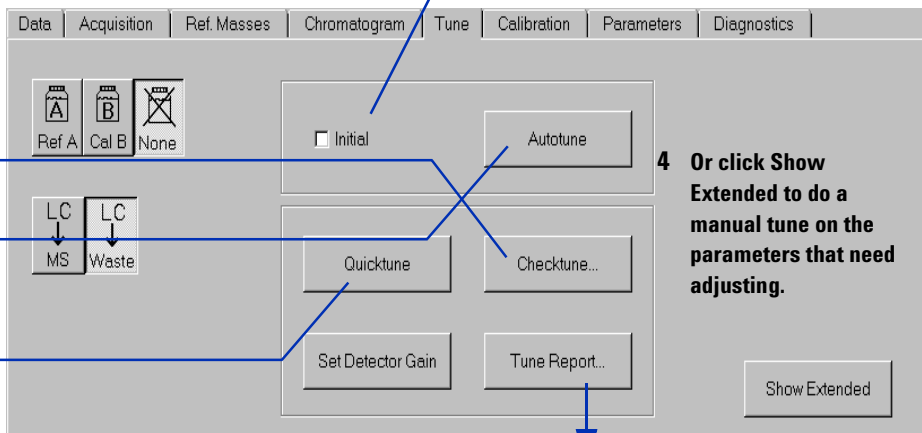 Data Acquisition Ref. Masses Chromatogram Tune Calibration Parameters Diagnostics
A B
Ref A Cal B None
Initial
Autotune
LC LC
MS Waste
Quicktune
Checktune...
Set Detector Gain
Tune Report...
4 Or click Show
Extended to do a
manual tune on the
parameters that need
adjusting.
Show Extended